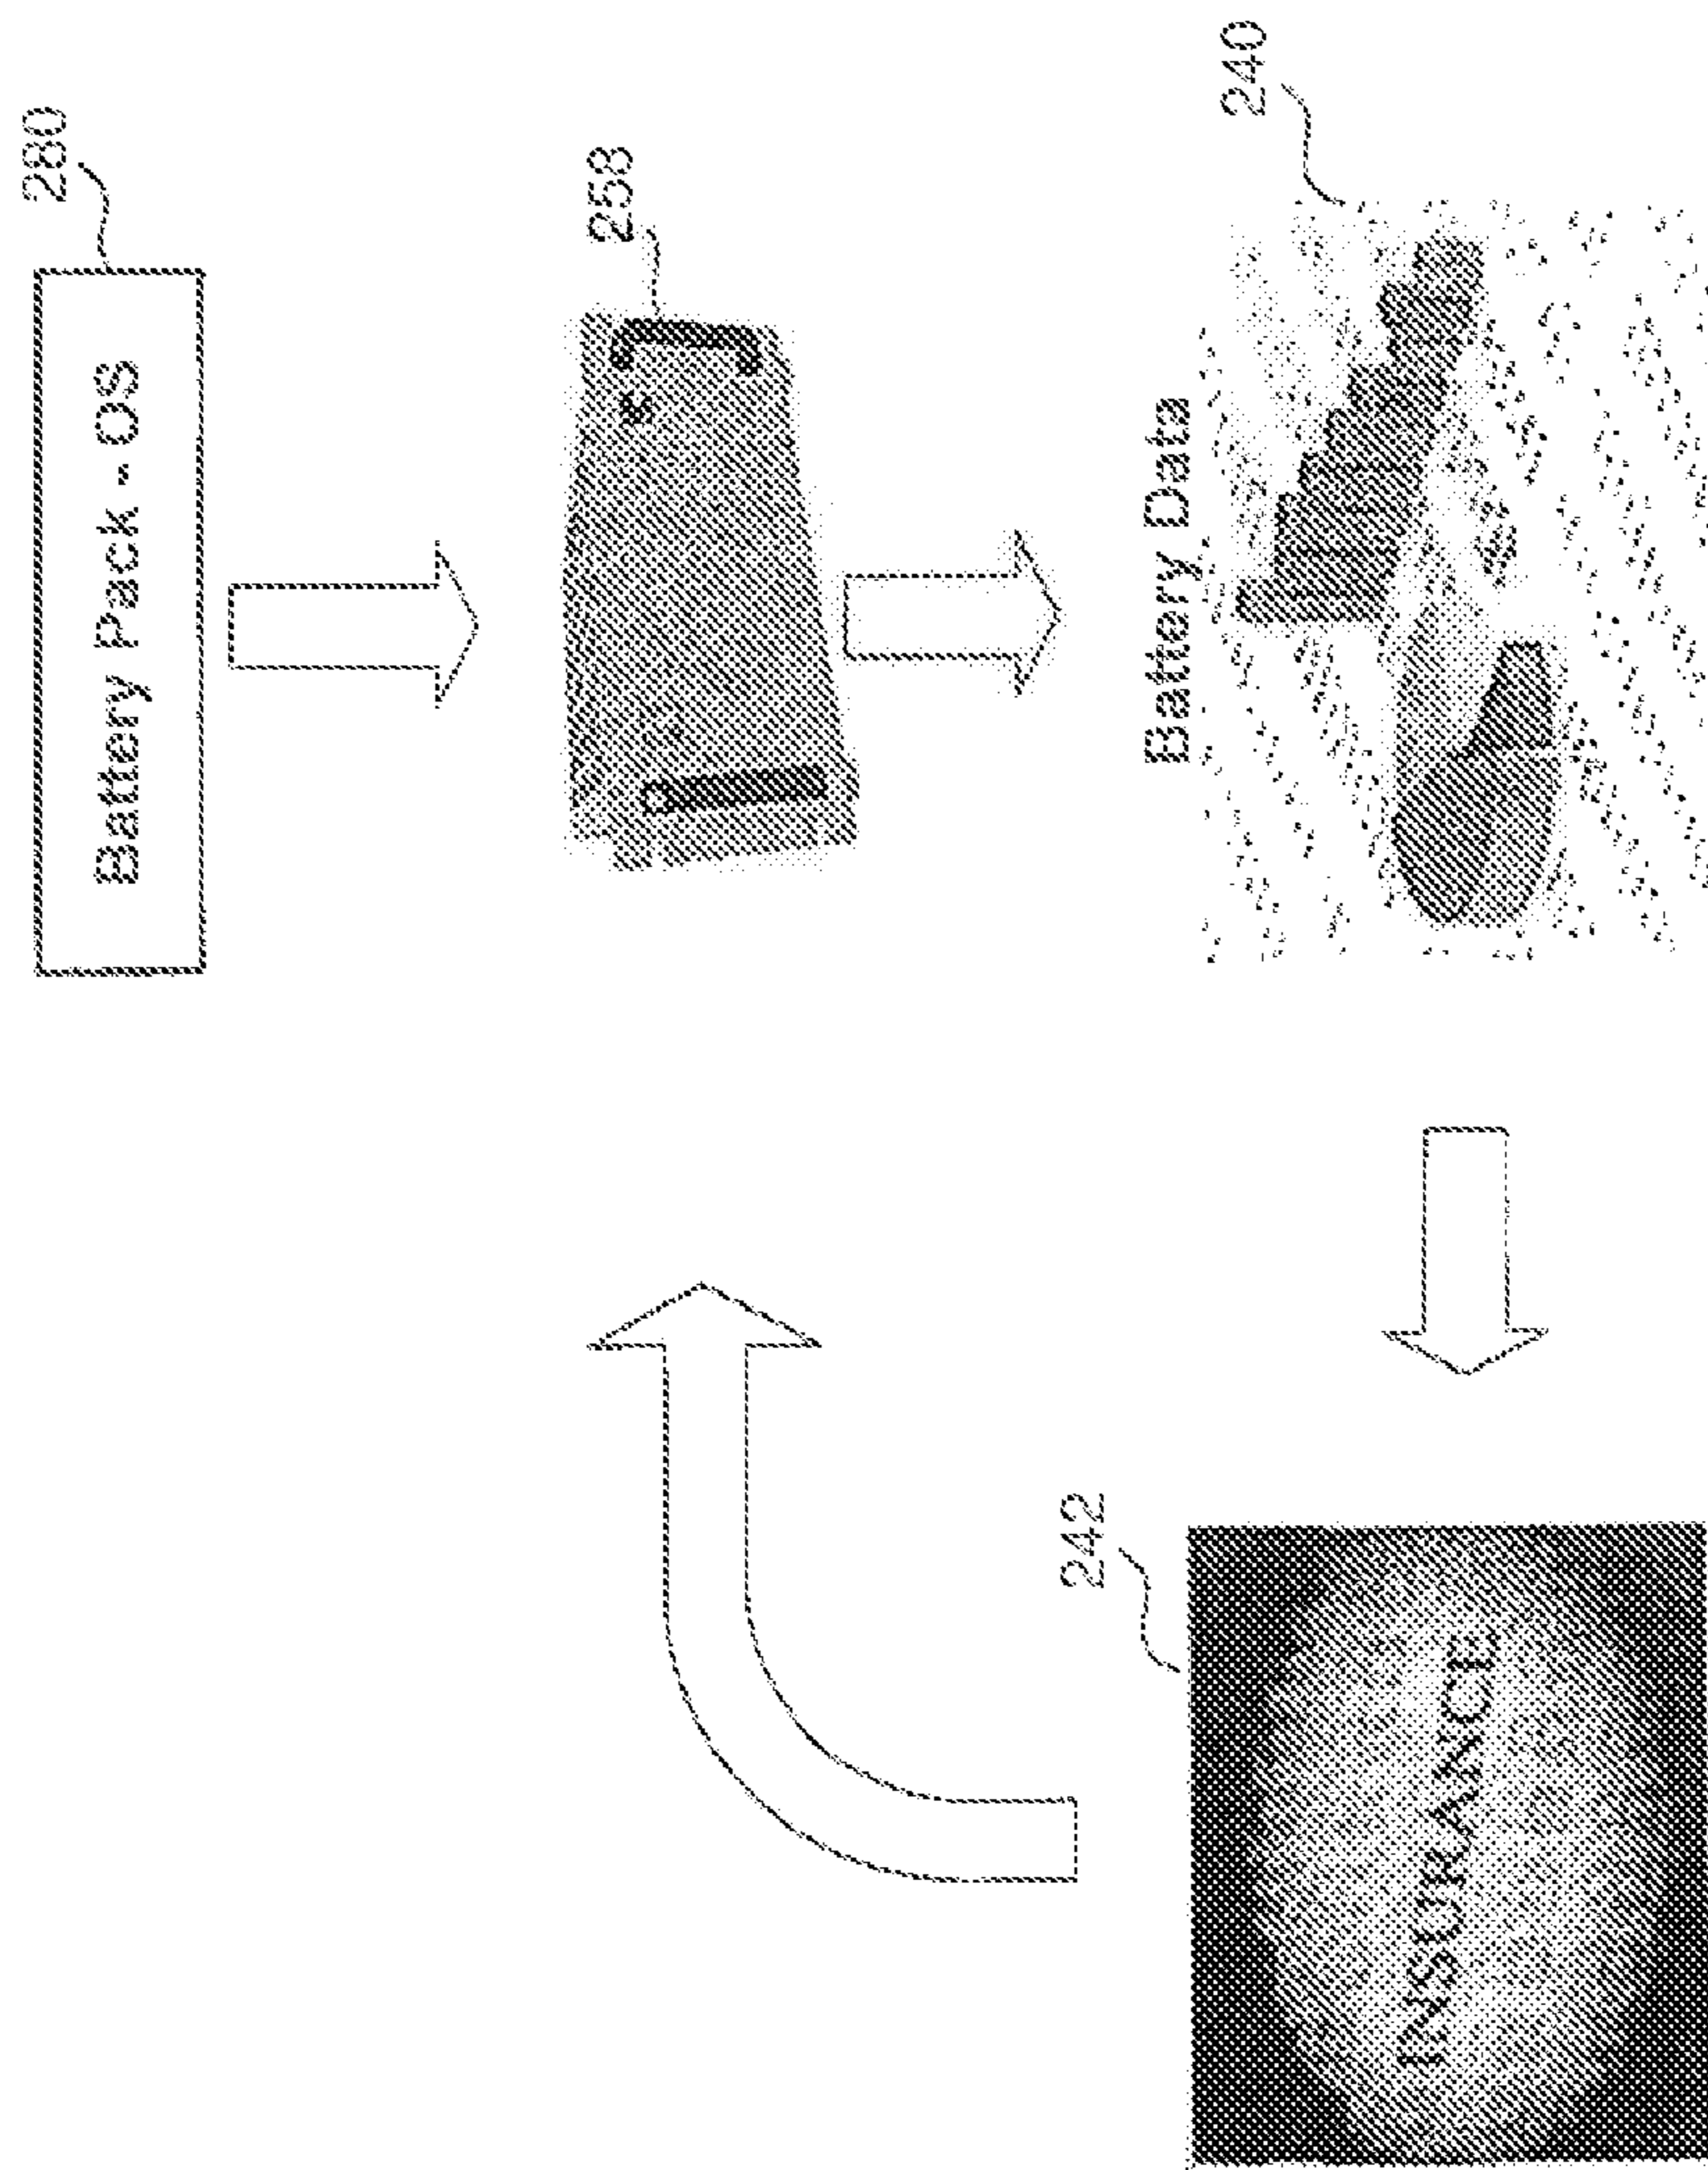 Battery Pack - OS
280
258
Battery Data
240
242
INSURANCE